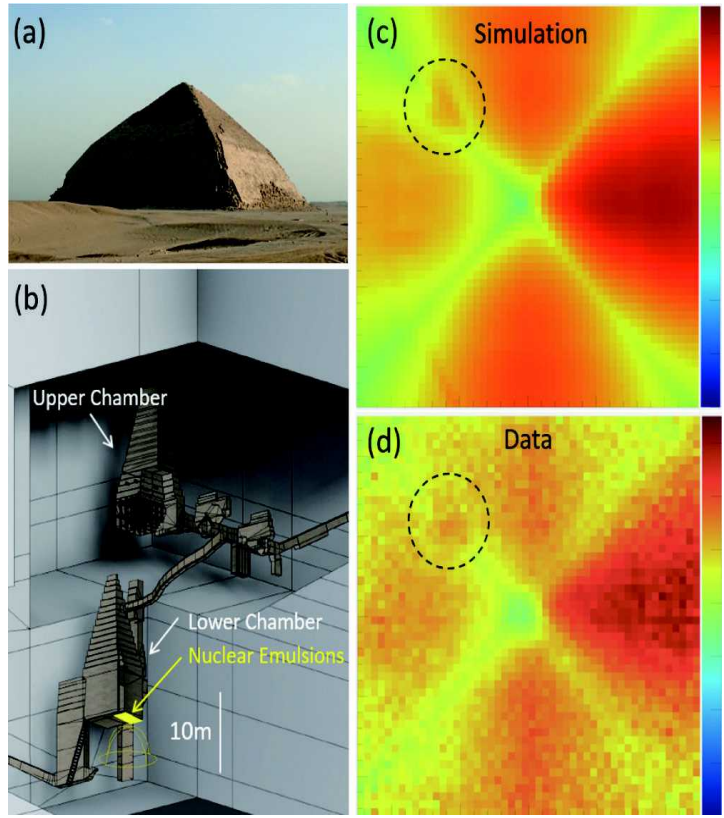 (a)
(b)
Upper Chamber
Lower Chamber
Nuclear Emulsions
10m
(c)
Simulation
(d)
Data